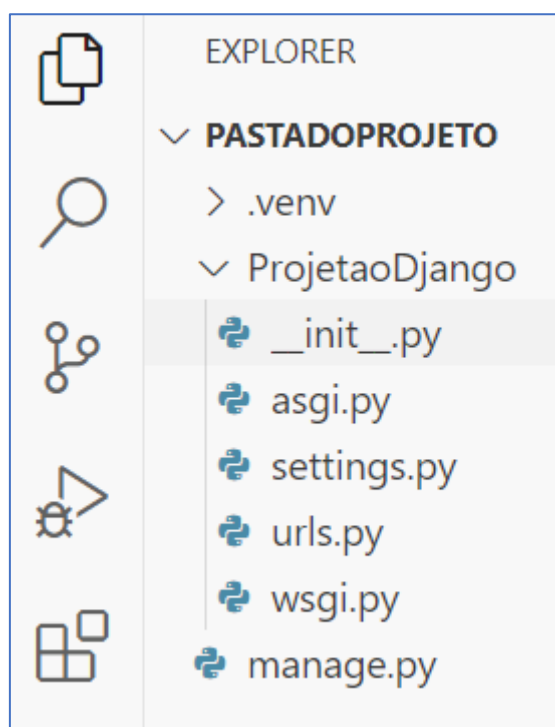 EXPLORER
PASTADOPROJETO
.venv
ProjetaoDjango
__init__.py
asgi.py
settings.py
urls.py
wsgi.py
manage.py